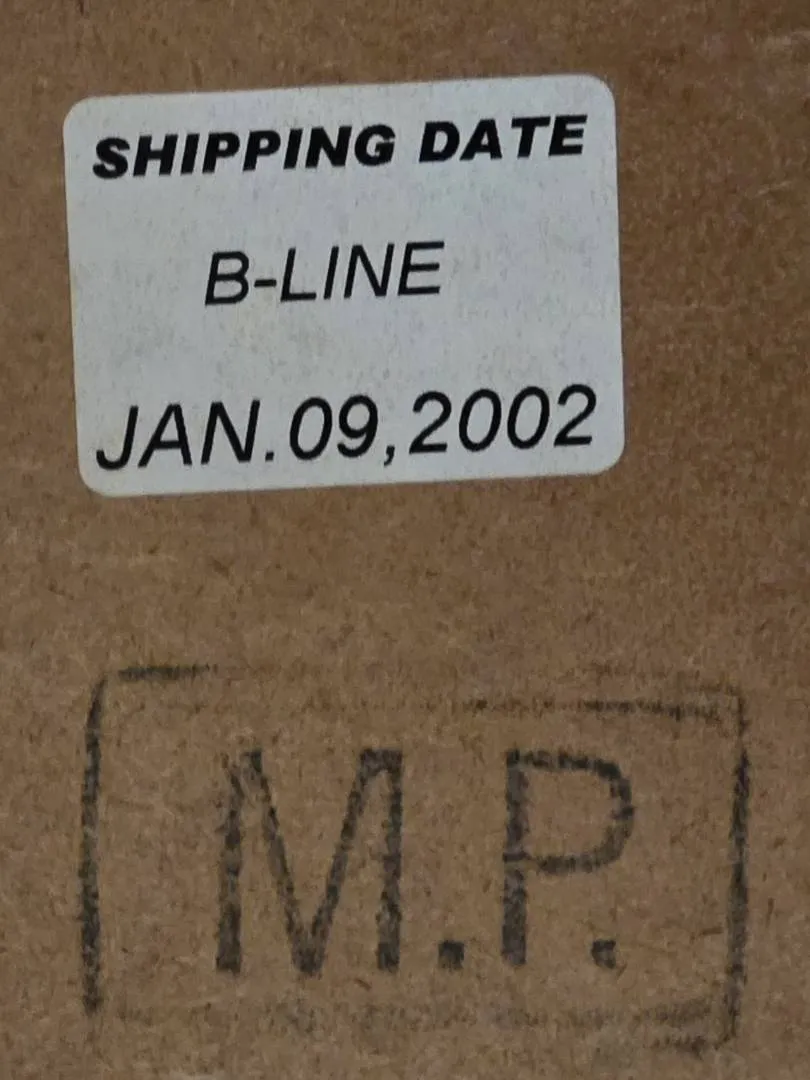 SHIPPING DATE
B-LINE
JAN.09,2002
M.P.